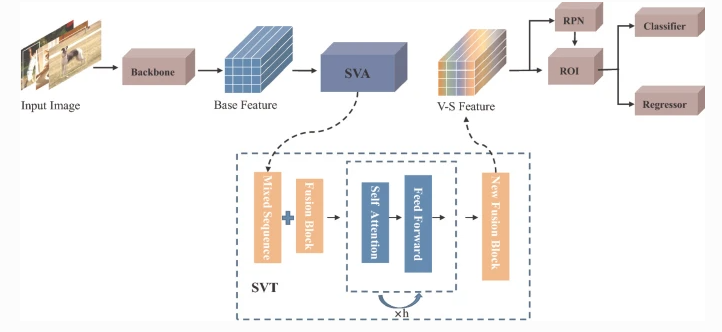 Input Image
Backbone
Base Feature
SVA
V-S Feature
RPN
ROI
Classifier
Regressor
Mixed Sequence
Fusion Block
Self Attention
Feed Forward
New Fusion Block
SVT
×h